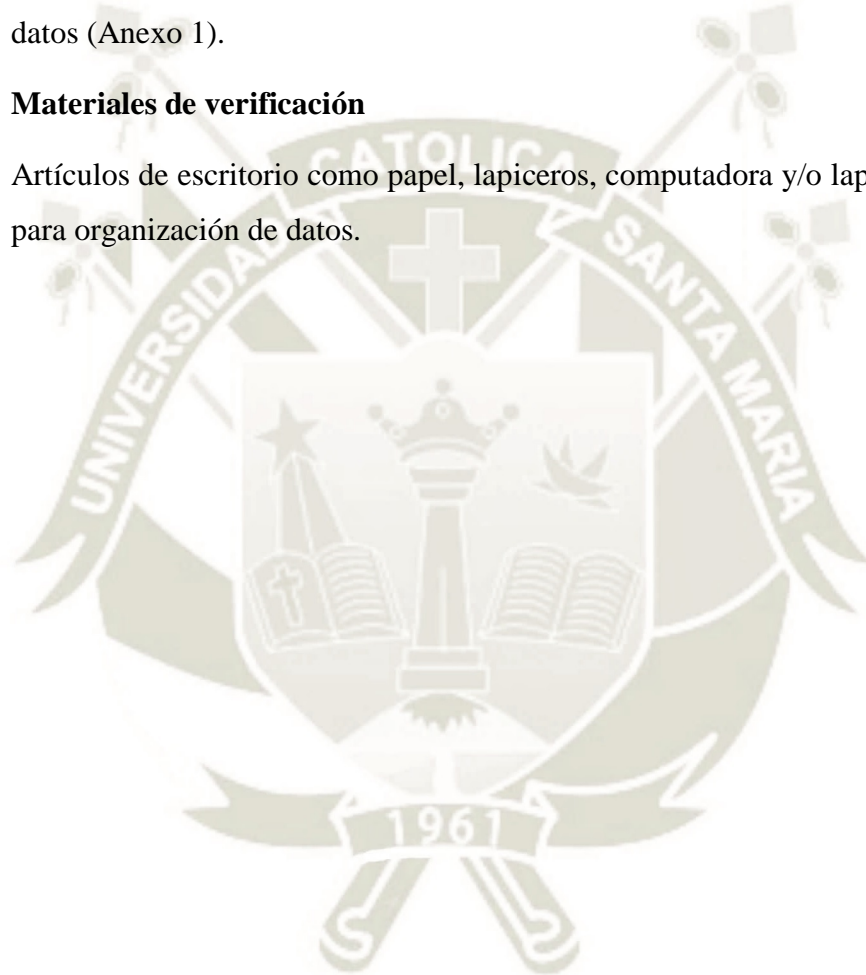 datos (Anexo 1).
Materiales de verificación
Artículos de escritorio como papel, lapiceros, computadora y/o lap
para organización de datos.
UNIVERSIDAD CATOLICA SANTA MARIA
1961